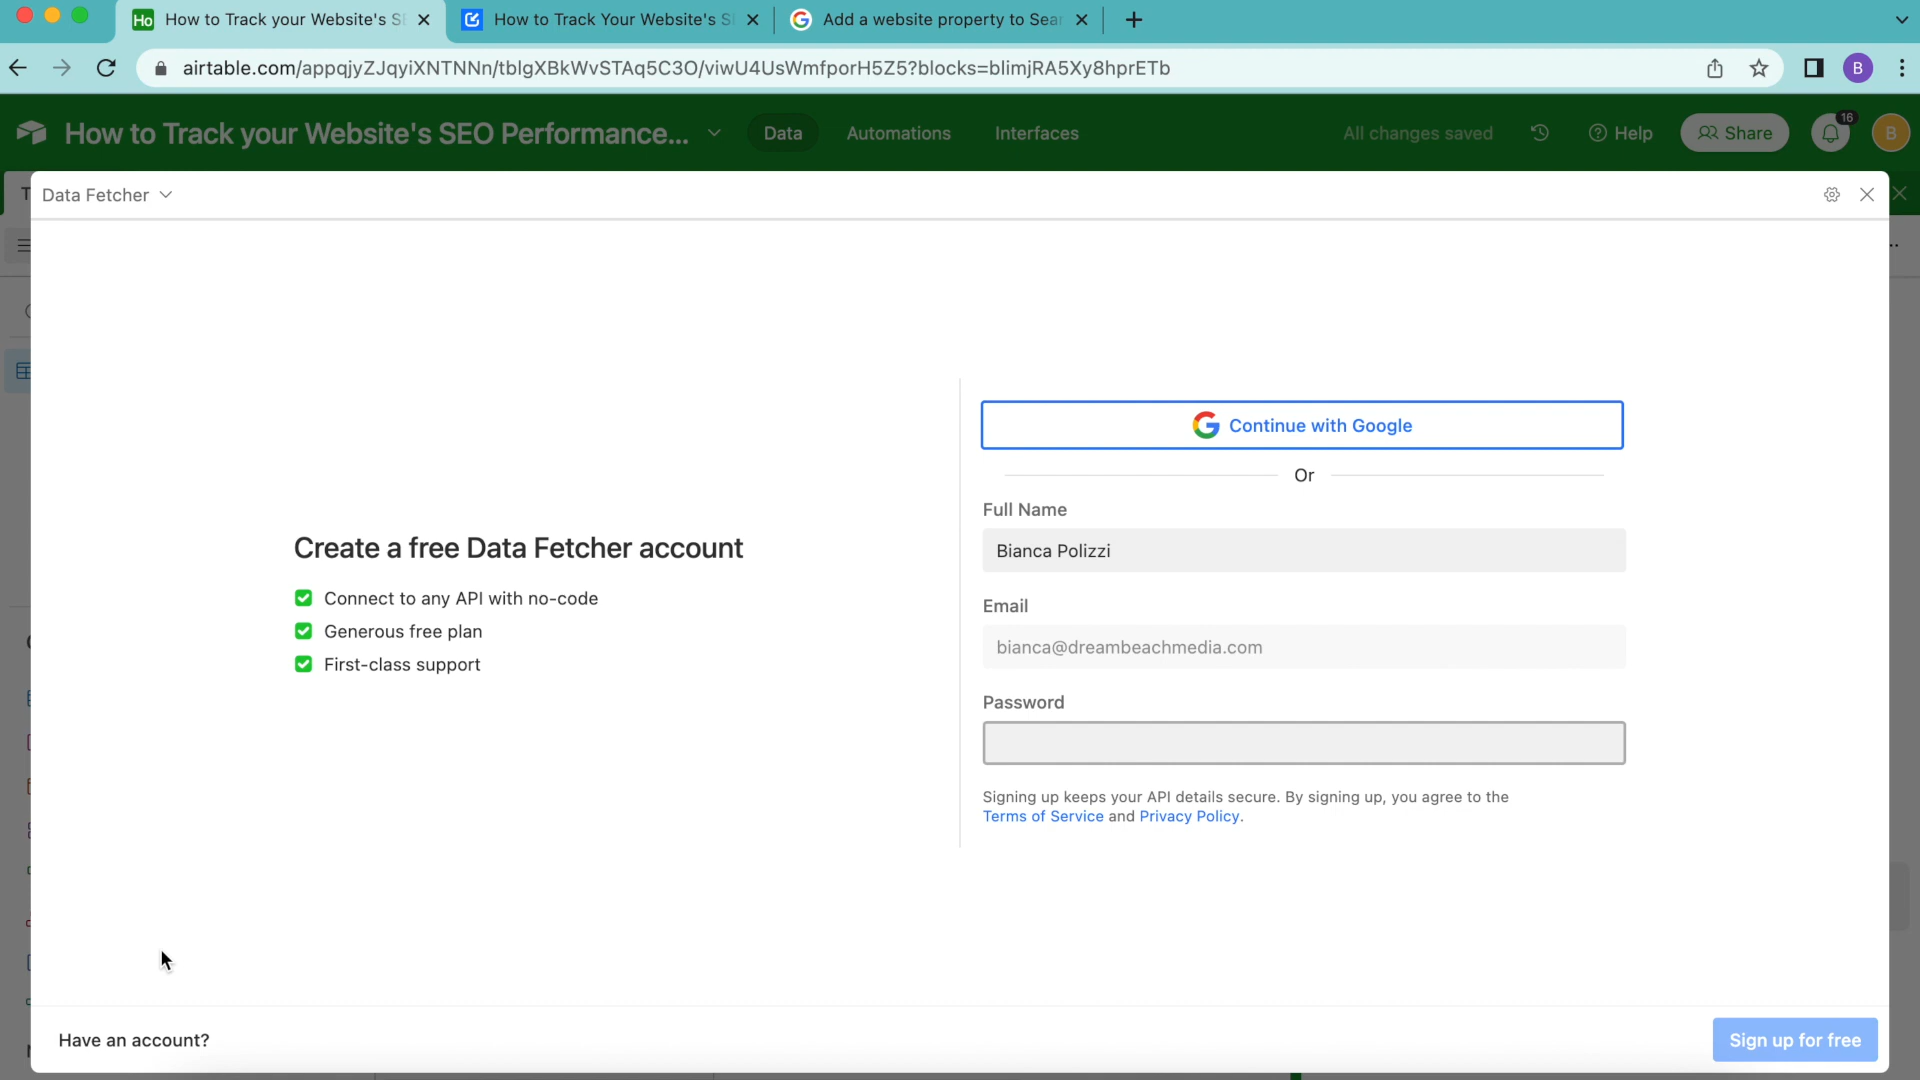 Ho How to Track your Website's S
How to Track Your Website's S
Add a website property to Sear
airtable.com/appqjyZJqyiXNTNNn/tblgXBkWvSTAq5C3O/viwU4UsWmfporH5Z5?blocks=blimjRA5Xy8hprETb
B
How to Track your Website's SEO Performance...
Data
Automations
Interfaces
All changes saved
Help
Share
16
B
Data Fetcher
Create a free Data Fetcher account
Connect to any API with no-code
Generous free plan
First-class support
Continue with Google
Or
Full Name
Bianca Polizzi
Email
bianca@dreambeachmedia.com
Password
Signing up keeps your API details secure. By signing up, you agree to the
Terms of Service and Privacy Policy.
Have an account?
Sign up for free